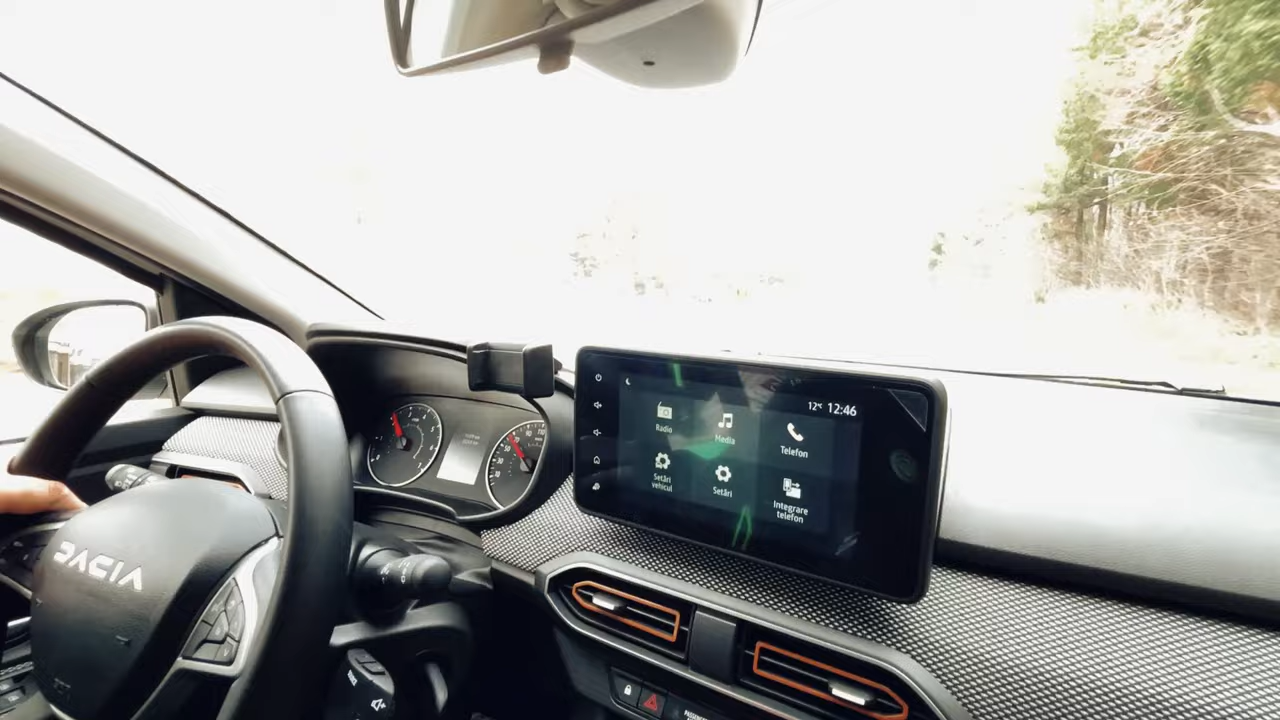 12°C 12:46
Radio
Media
Telefon
Setări
vehicul
Setări
Integrare
telefon
DACIA